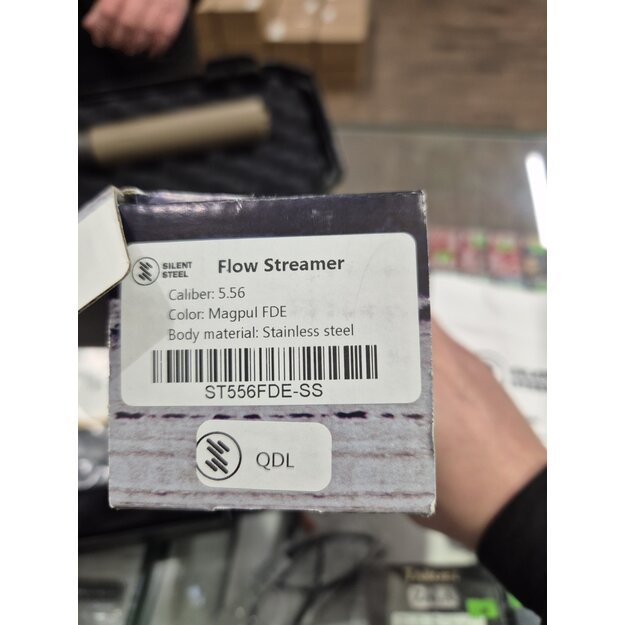 SILENT
STEEL
Flow Streamer
Caliber: 5.56
Color: Magpul FDE
Body material: Stainless steel
ST556FDE-SS
QDL